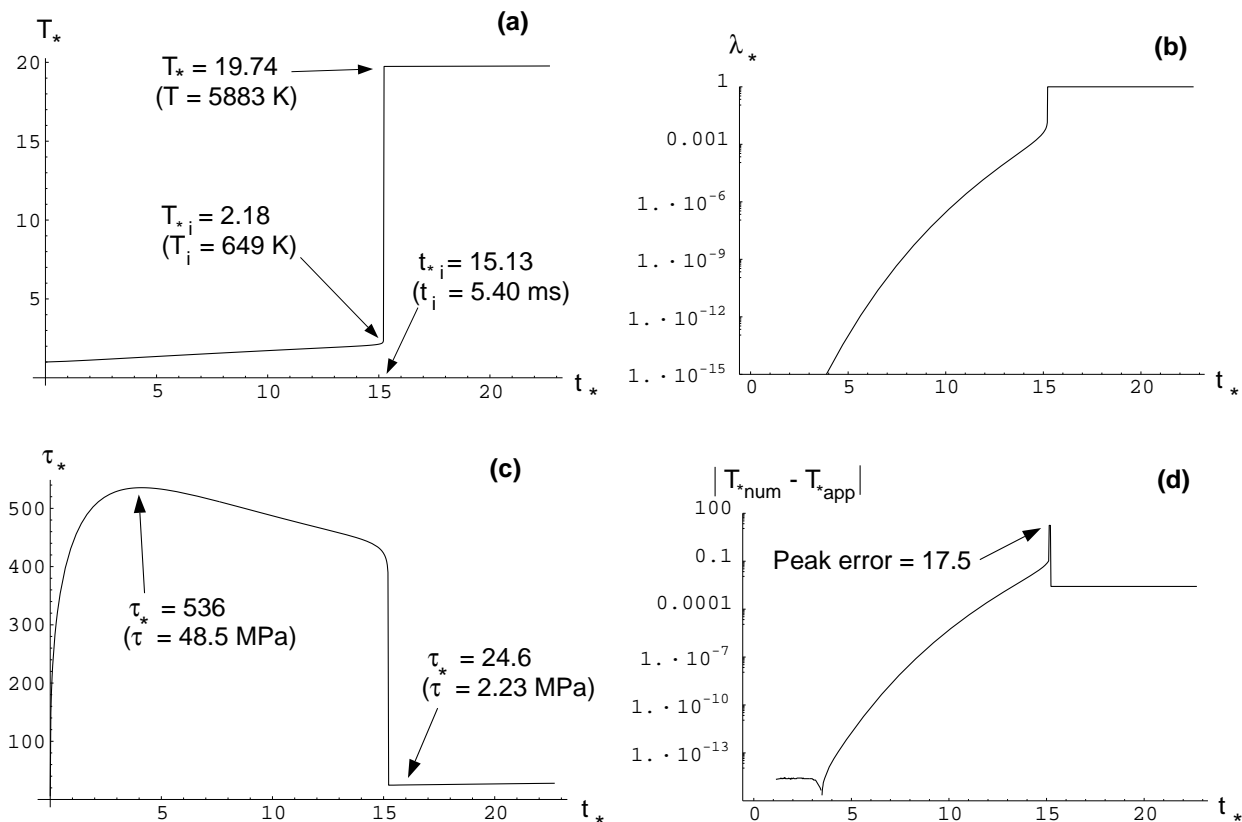 (a)
T*
20
15
10
5
5
10
15
20
t*
T* = 19.74
(T = 5883 K)
T*i = 2.18
(Ti = 649 K)
t*i = 15.13
(ti = 5.40 ms)
(b)
λ*
1
0.001
1. · 10^-6
1. · 10^-9
1. · 10^-12
1. · 10^-15
0
5
10
15
20
t*
(c)
τ*
500
400
300
200
100
5
10
15
20
t*
τ* = 536
(τ = 48.5 MPa)
τ* = 24.6
(τ = 2.23 MPa)
(d)
| T*num - T*app|
100
0.1
0.0001
1. · 10^-7
1. · 10^-10
1. · 10^-13
0
5
10
15
20
t*
Peak error = 17.5